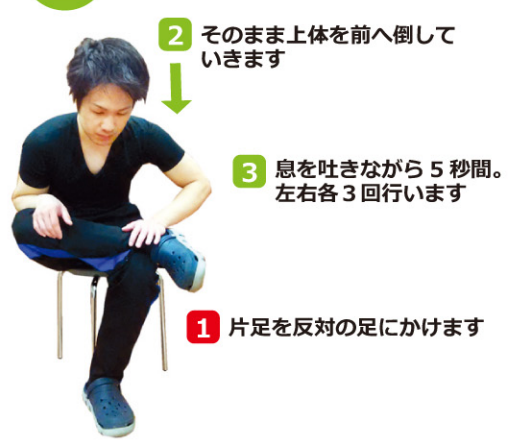 2 そのまま上体を前へ倒して
いきます
3 息を吐きながら 5 秒間。
左右各3回行います
1 片足を反対の足にかけます